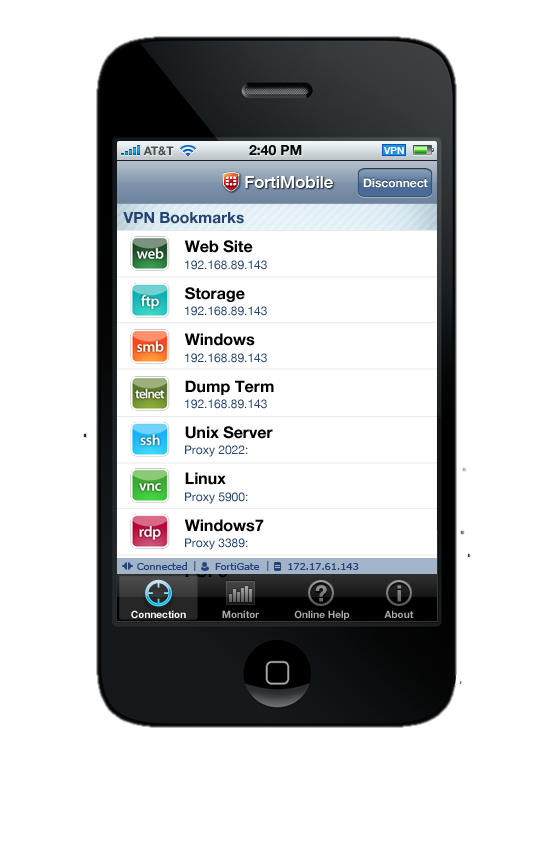 AT&T 2:40 PM VPN
FortiMobile Disconnect
VPN Bookmarks
web Web Site
192.168.89.143
ftp Storage
192.168.89.143
smb Windows
192.168.89.143
telnet Dump Term
192.168.89.143
ssh Unix Server
Proxy 2022:
vnc Linux
Proxy 5900:
rdp Windows7
Proxy 3389:
Connected | FortiGate | 172.17.61.143
Connection Monitor Online Help About